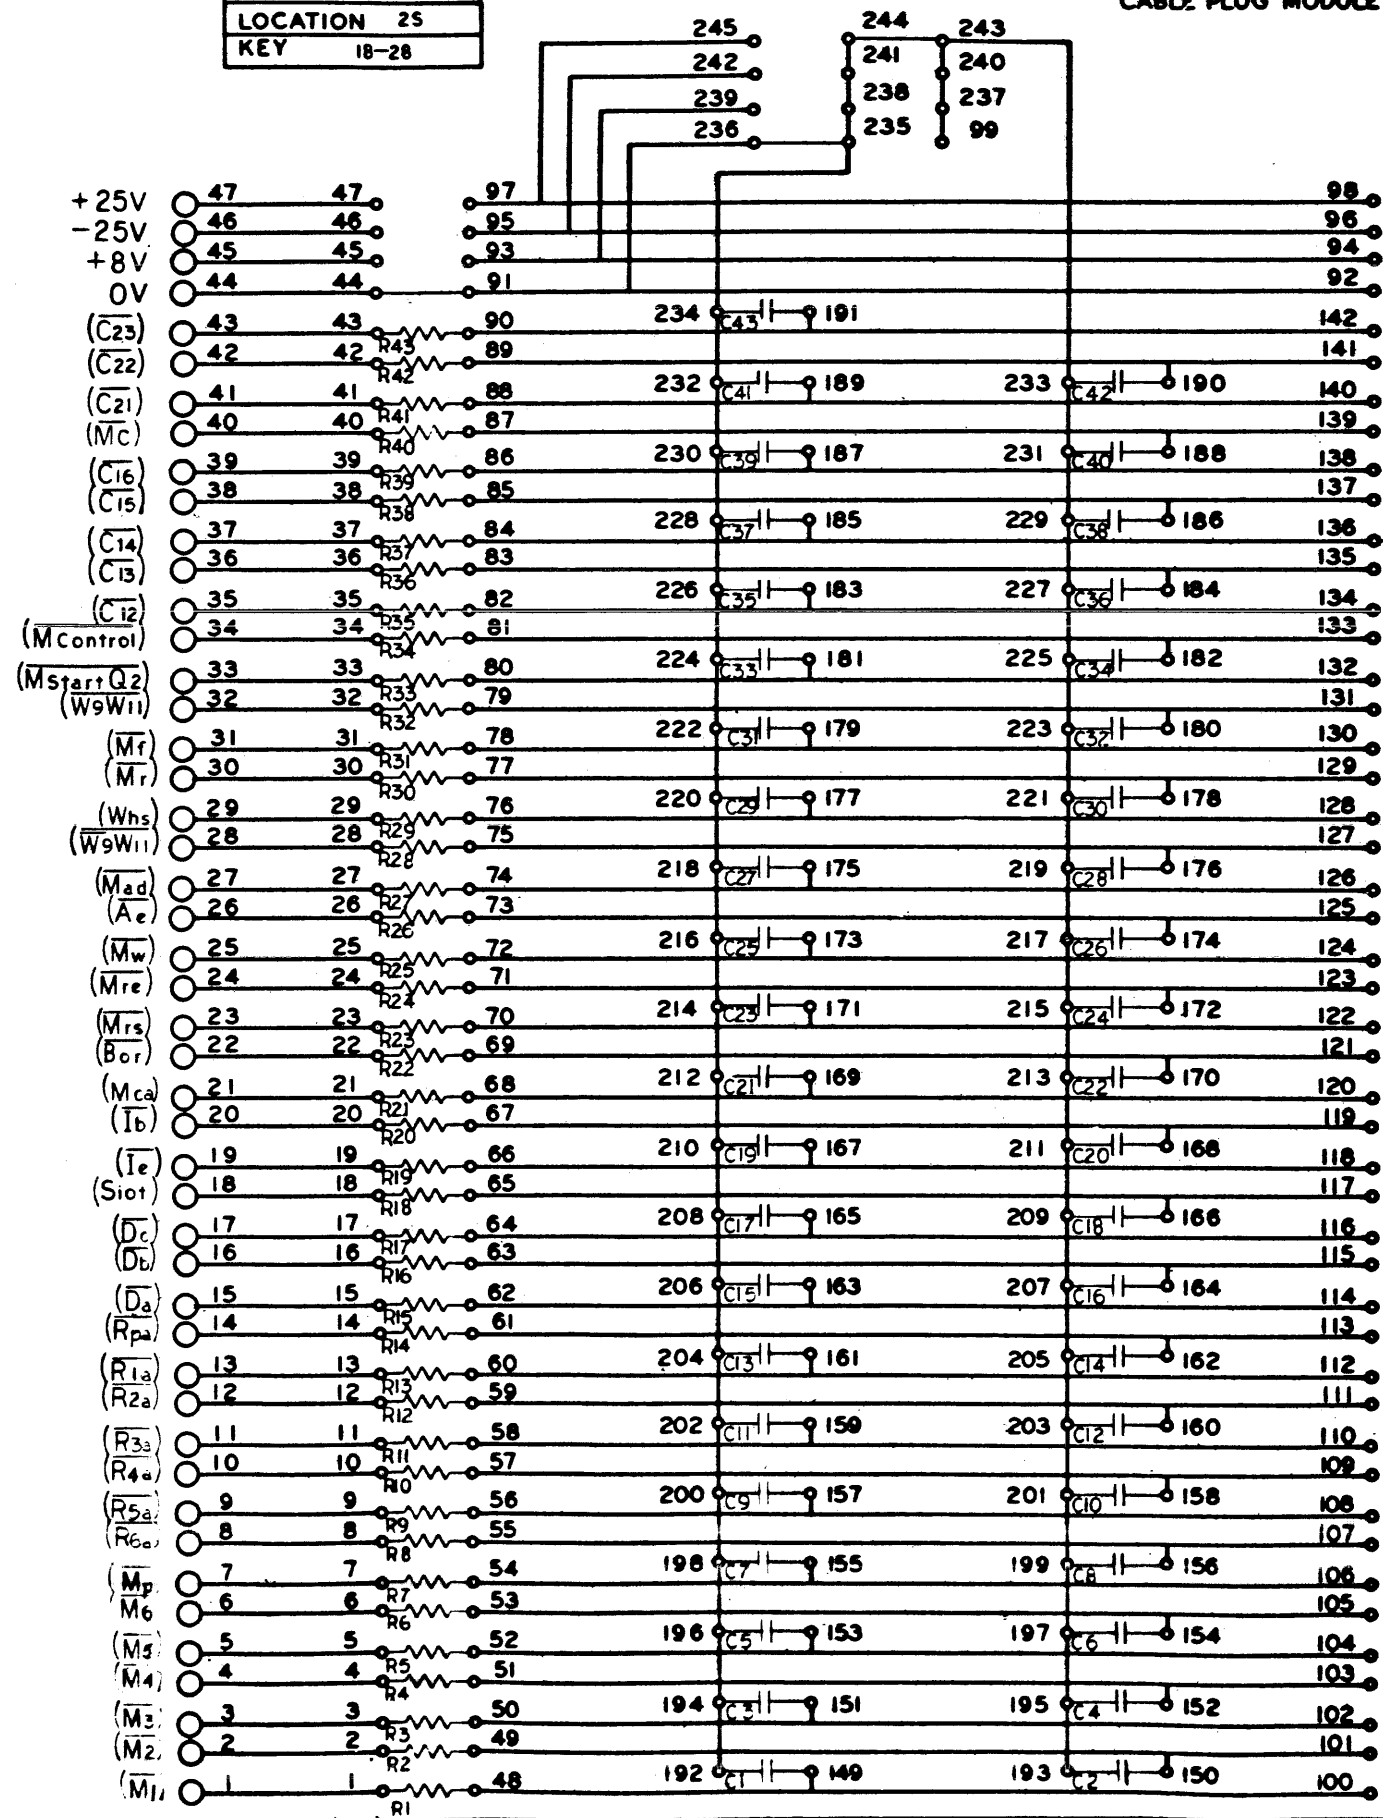 CABLE PLUG MODULE
LOCATION 2S
KEY 18-28
245 244 243
242 241 240
239 238 237
236 235 99
+25V 47 47 97 98
-25V 46 46 95 96
+8V 45 45 93 94
0V 44 44 91 92
234 C43 191
(C23) 43 43 R43 90 142
(C22) 42 42 R42 89 141
232 C41 189 233 C42 190
(C21) 41 41 R41 88 140
(Mc) 40 40 R40 87 139
230 C39 187 231 C40 188
(C16) 39 39 R39 86 138
(C15) 38 38 R38 85 137
228 C37 185 229 C38 186
(C14) 37 37 R37 84 136
(C13) 36 36 R36 83 135
226 C35 183 227 C36 184
(C12) 35 35 R35 82 134
(MControl) 34 34 R34 81 133
224 C33 181 225 C34 182
(MStartQ2) 33 33 R33 80 132
(W9W11) 32 32 R32 79 131
222 C31 179 223 C32 180
(Mf) 31 31 R31 78 130
(Mr) 30 30 R30 77 129
220 C29 177 221 C30 178
(Whs) 29 29 R29 76 128
(W9W11) 28 28 R28 75 127
218 C27 175 219 C28 176
(Mad) 27 27 R27 74 126
(Ae) 26 26 R26 73 125
216 C25 173 217 C26 174
(Mw) 25 25 R25 72 124
(Mre) 24 24 R24 71 123
214 C23 171 215 C24 172
(Mrs) 23 23 R23 70 122
(Bor) 22 22 R22 69 121
212 C21 169 213 C22 170
(Mca) 21 21 R21 68 120
(Ib) 20 20 R20 67 119
210 C19 167 211 C20 168
(Ie) 19 19 R19 66 118
(Siot) 18 18 R18 65 117
208 C17 165 209 C18 166
(Dc) 17 17 R17 64 116
(Db) 16 16 R16 63 115
206 C15 163 207 C16 164
(Da) 15 15 R15 62 114
(Rpa) 14 14 R14 61 113
204 C13 161 205 C14 162
(R1a) 13 13 R13 60 112
(R2a) 12 12 R12 59 111
202 C11 159 203 C12 160
(R3a) 11 11 R11 58 110
(R4a) 10 10 R10 57 109
200 C9 157 201 C10 158
(R5a) 9 9 R9 56 108
(R6a) 8 8 R8 55 107
198 C7 155 199 C8 156
(Mp 7 7 R7 54 106
M6 6 6 R6 53 105
196 C5 153 197 C6 154
(M5) 5 5 R5 52 104
(M4) 4 4 R4 51 103
194 C3 151 195 C4 152
(M3) 3 3 R3 50 102
(M2) 2 2 R2 49 101
192 C1 149 193 C2 150
(M1) 1 1 R1 48 100